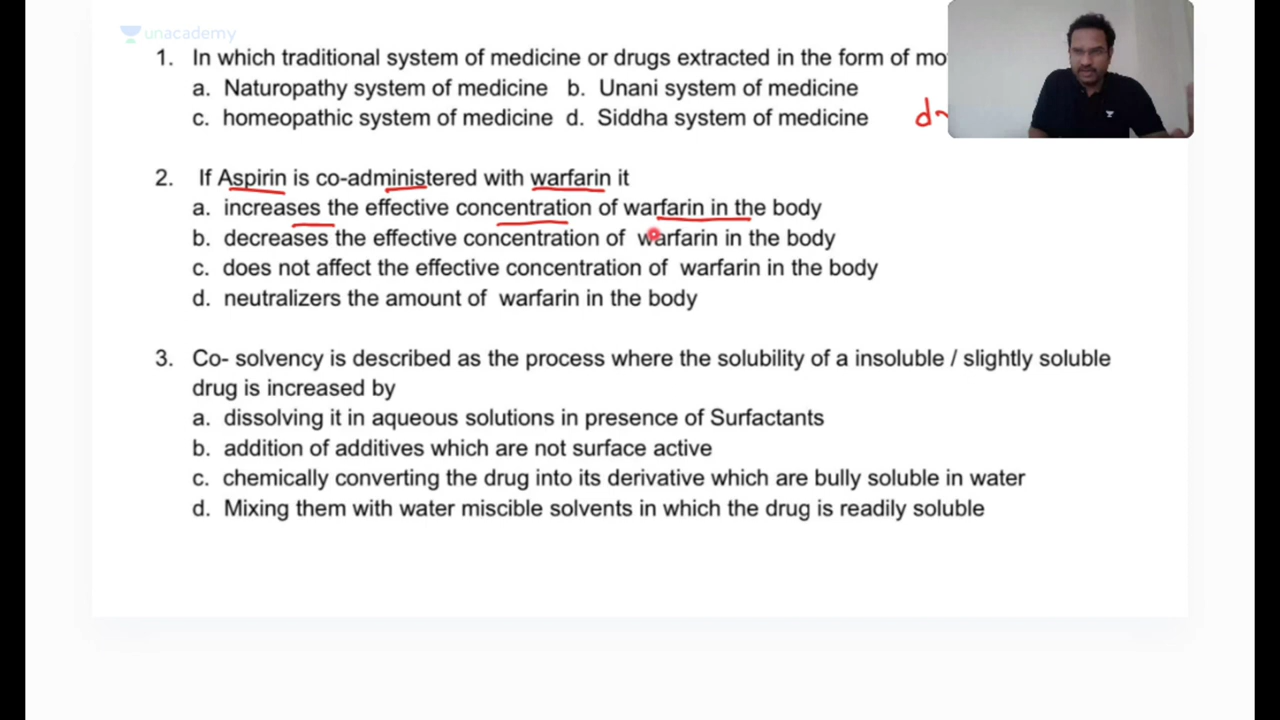 unacademy
1. In which traditional system of medicine or drugs extracted in the form of
a. Naturopathy system of medicine b. Unani system of medicine
c. homeopathic system of medicine d. Siddha system of medicine
2. If Aspirin is co-administered with warfarin it
a. increases the effective concentration of warfarin in the body
b. decreases the effective concentration of warfarin in the body
c. does not affect the effective concentration of warfarin in the body
d. neutralizers the amount of warfarin in the body
3. Co- solvency is described as the process where the solubility of a insoluble / slightly soluble
drug is increased by
a. dissolving it in aqueous solutions in presence of Surfactants
b. addition of additives which are not surface active
c. chemically converting the drug into its derivative which are bully soluble in water
d. Mixing them with water miscible solvents in which the drug is readily soluble